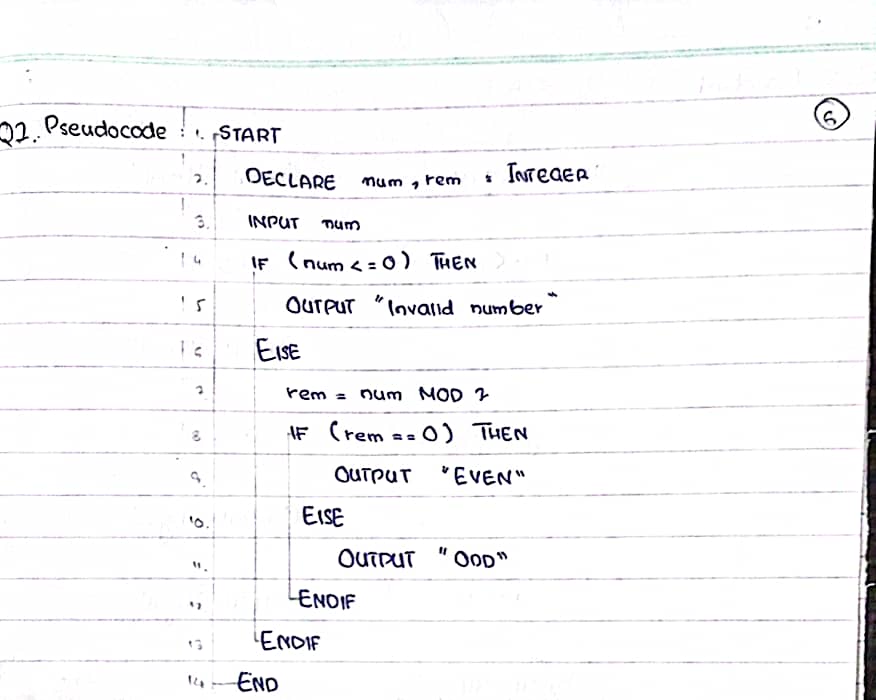 Q2. Pseudocode : 1. START
2. DECLARE num, rem : INTEGER
3. INPUT num
4 IF (num <= 0) THEN
5 OUTPUT "Invalid number"
6 ELSE
7 rem = num MOD 2
8 IF (rem == 0) THEN
9. OUTPUT "EVEN"
10. ELSE
11. OUTPUT "ODD"
12 ENDIF
13 ENDIF
14 END